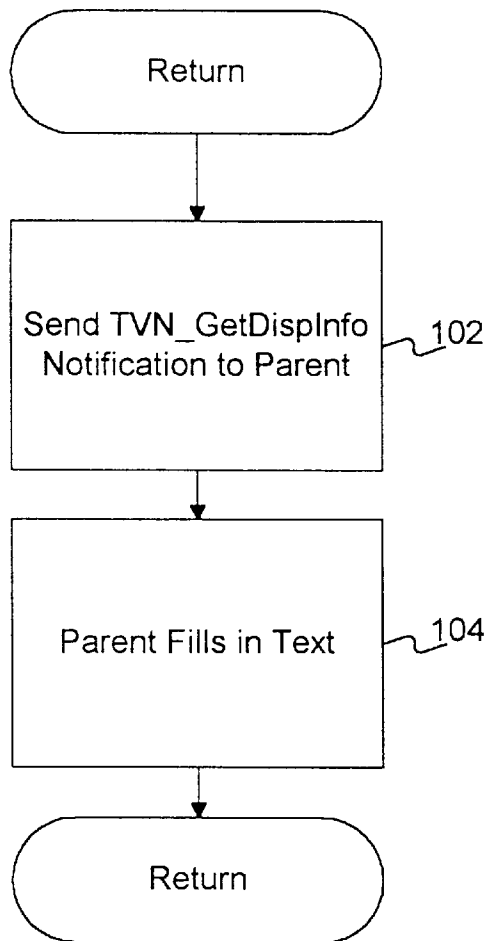 Return
Send TVN_GetDispInfo
Notification to Parent
102
Parent Fills in Text
104
Return